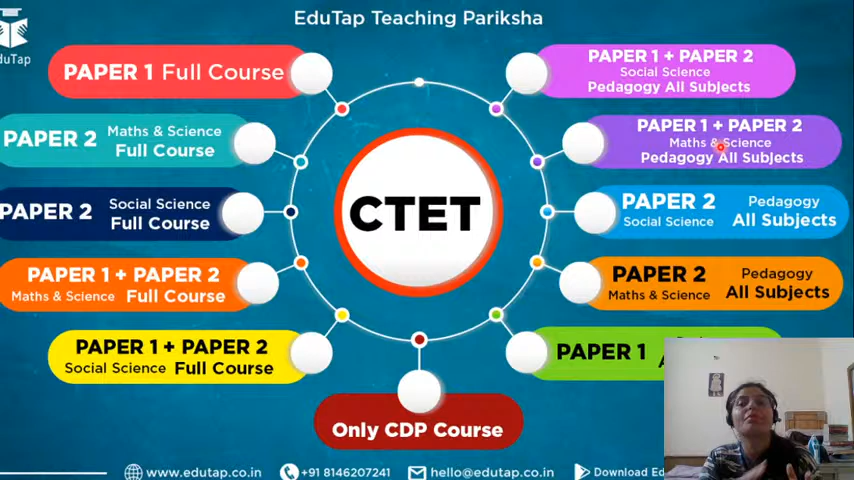 EduTap Teaching Pariksha
duTap
PAPER 1 Full Course
PAPER 2 Maths & Science
Full Course
PAPER 2 Social Science
Full Course
PAPER 1 + PAPER 2
Maths & Science Full Course
PAPER 1 + PAPER 2
Social Science Full Course
CTET
Only CDP Course
PAPER 1 + PAPER 2
Social Science
Pedagogy All Subjects
PAPER 1 + PAPER 2
Maths & Science
Pedagogy All Subjects
PAPER 2 Pedagogy
Social Science All Subjects
PAPER 2 Pedagogy
Maths & Science All Subjects
PAPER 1
www.edutap.co.in +91 8146207241 hello@edutap.co.in Download Ed